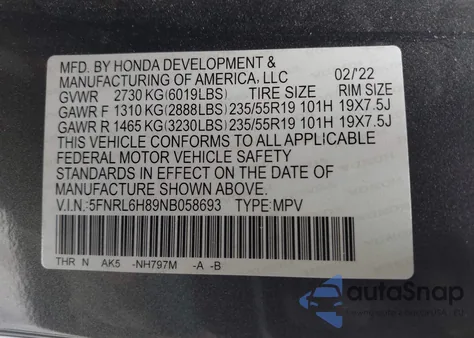 MFD. BY HONDA DEVELOPMENT &
MANUFACTURING OF AMERICA, LLC 02/'22
GVWR 2730 KG(6019LBS) TIRE SIZE RIM SIZE
GAWR F 1310 KG(2888LBS) 235/55R19 101H 19X7.5J
GAWR R 1465 KG(3230LBS) 235/55R19 101H 19X7.5J
THIS VEHICLE CONFORMS TO ALL APPLICABLE
FEDERAL MOTOR VEHICLE SAFETY
STANDARDS IN EFFECT ON THE DATE OF
MANUFACTURE SHOWN ABOVE.
V.I.N.:5FNRL6H89NB058693 TYPE:MPV
THR N AK5 -NH797M -A -B
autoSnap